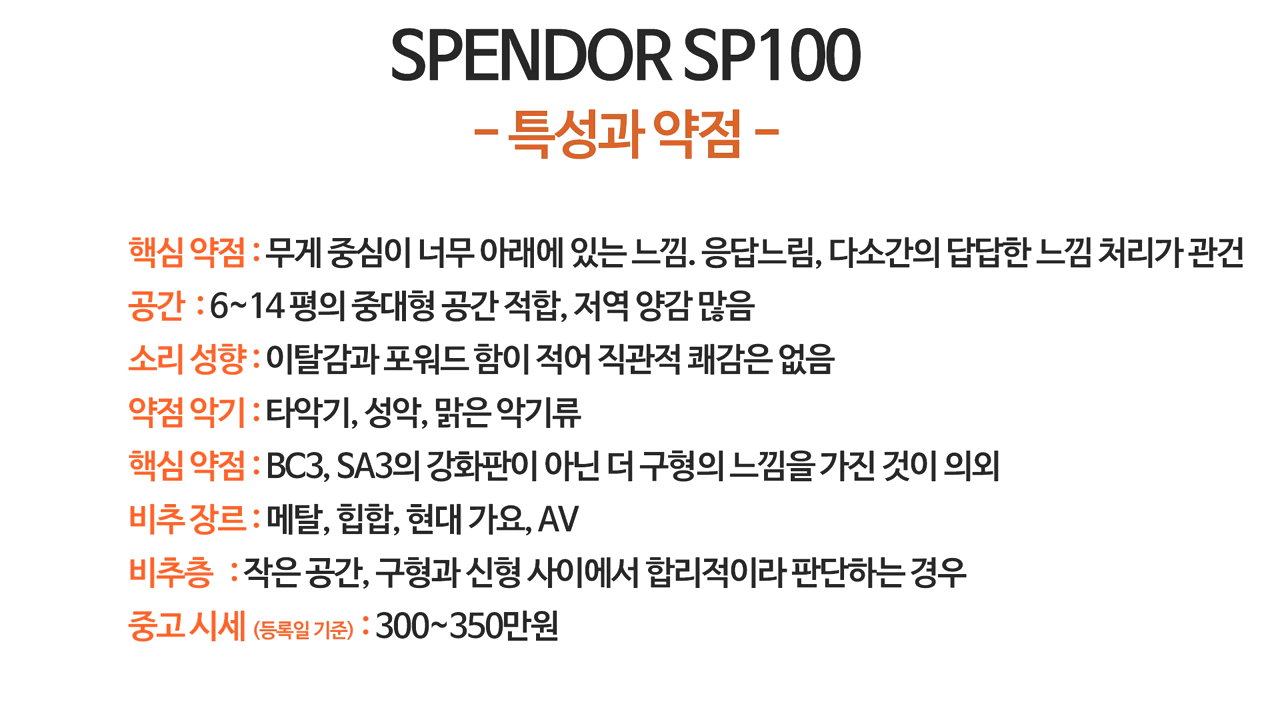 SPENDOR SP100
- 특성과 약점 -
핵심 약점 : 무게 중심이 너무 아래에 있는 느낌. 응답느림, 다소간의 답답한 느낌 처리가 관건
공간 : 6~14 평의 중대형 공간 적합, 저역 양감 많음
소리 성향 : 이탈감과 포워드 함이 적어 직관적 쾌감은 없음
약점 악기 : 타악기, 성악, 맑은 악기류
핵심 약점 : BC3, SA3의 강화판이 아닌 더 구형의 느낌을 가진 것이 의외
비추 장르 : 메탈, 힙합, 현대 가요, AV
비추층 : 작은 공간, 구형과 신형 사이에서 합리적이라 판단하는 경우
중고 시세 (등록일 기준) : 300~350만원